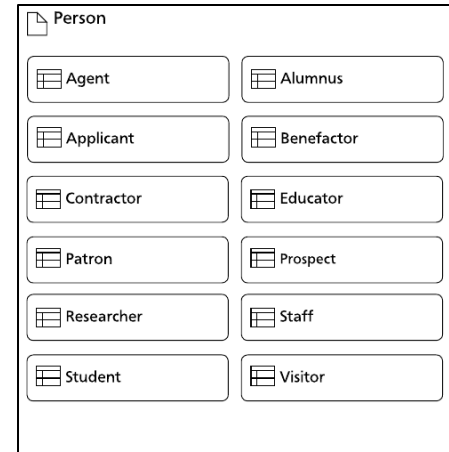 Person
Agent
Alumnus
Applicant
Benefactor
Contractor
Educator
Patron
Prospect
Researcher
Staff
Student
Visitor